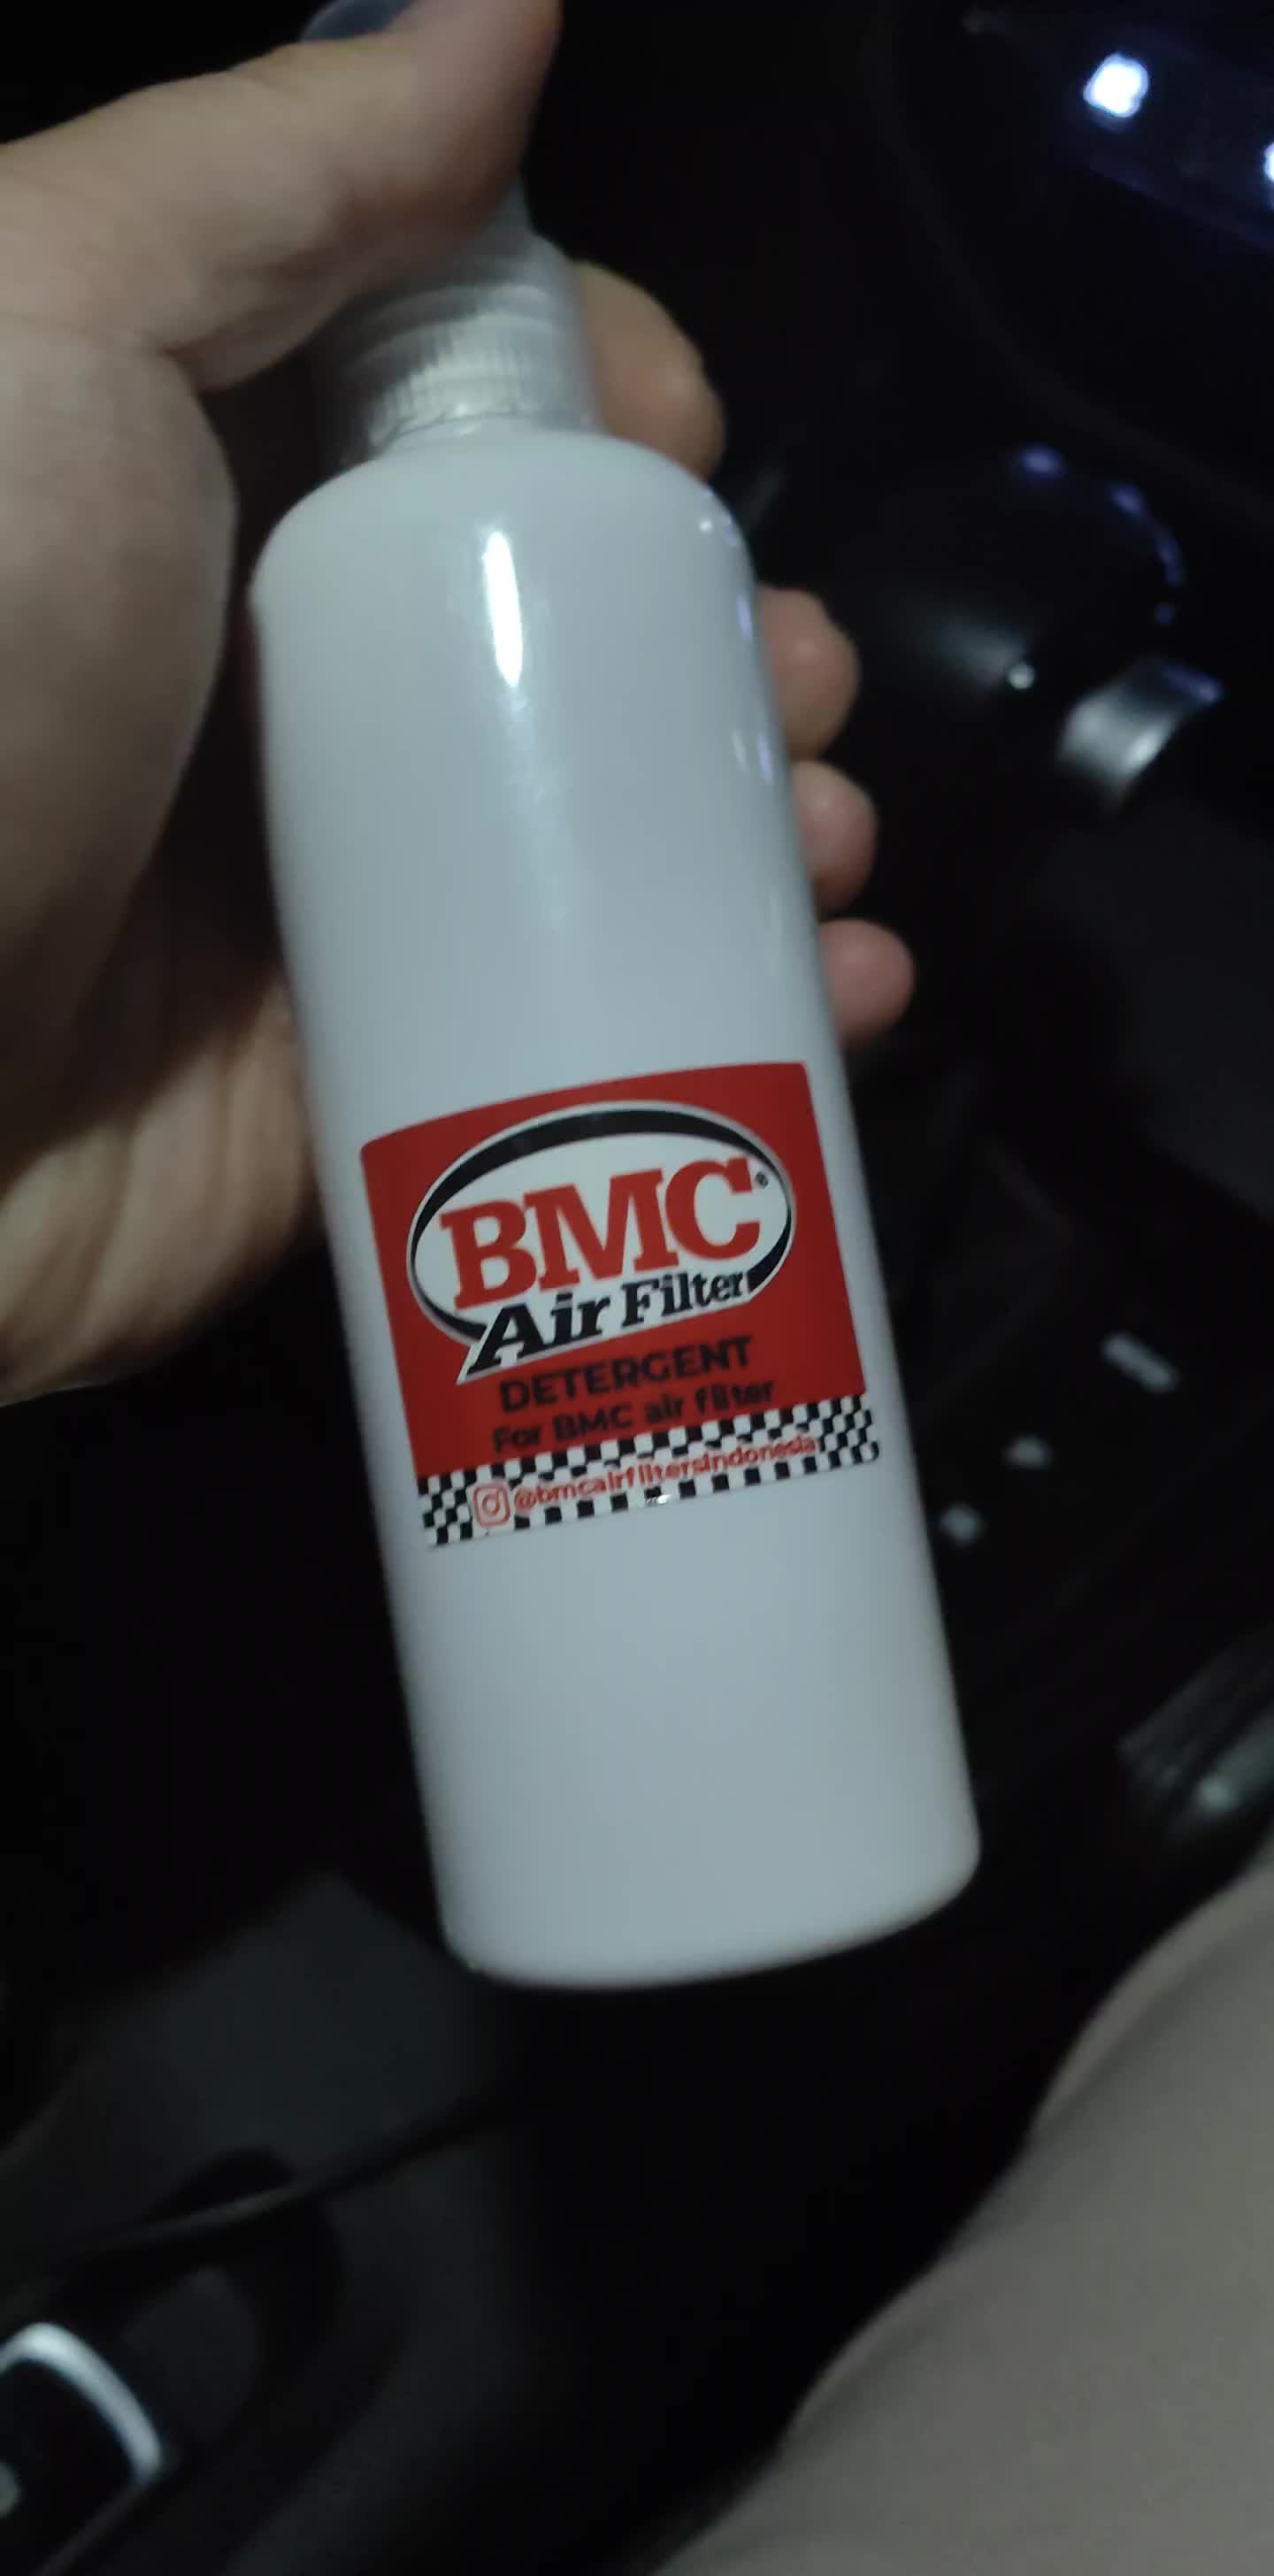 BMC®
Air Filter
DETERGENT
For BMC air filter
@bmcairfiltersindonesia